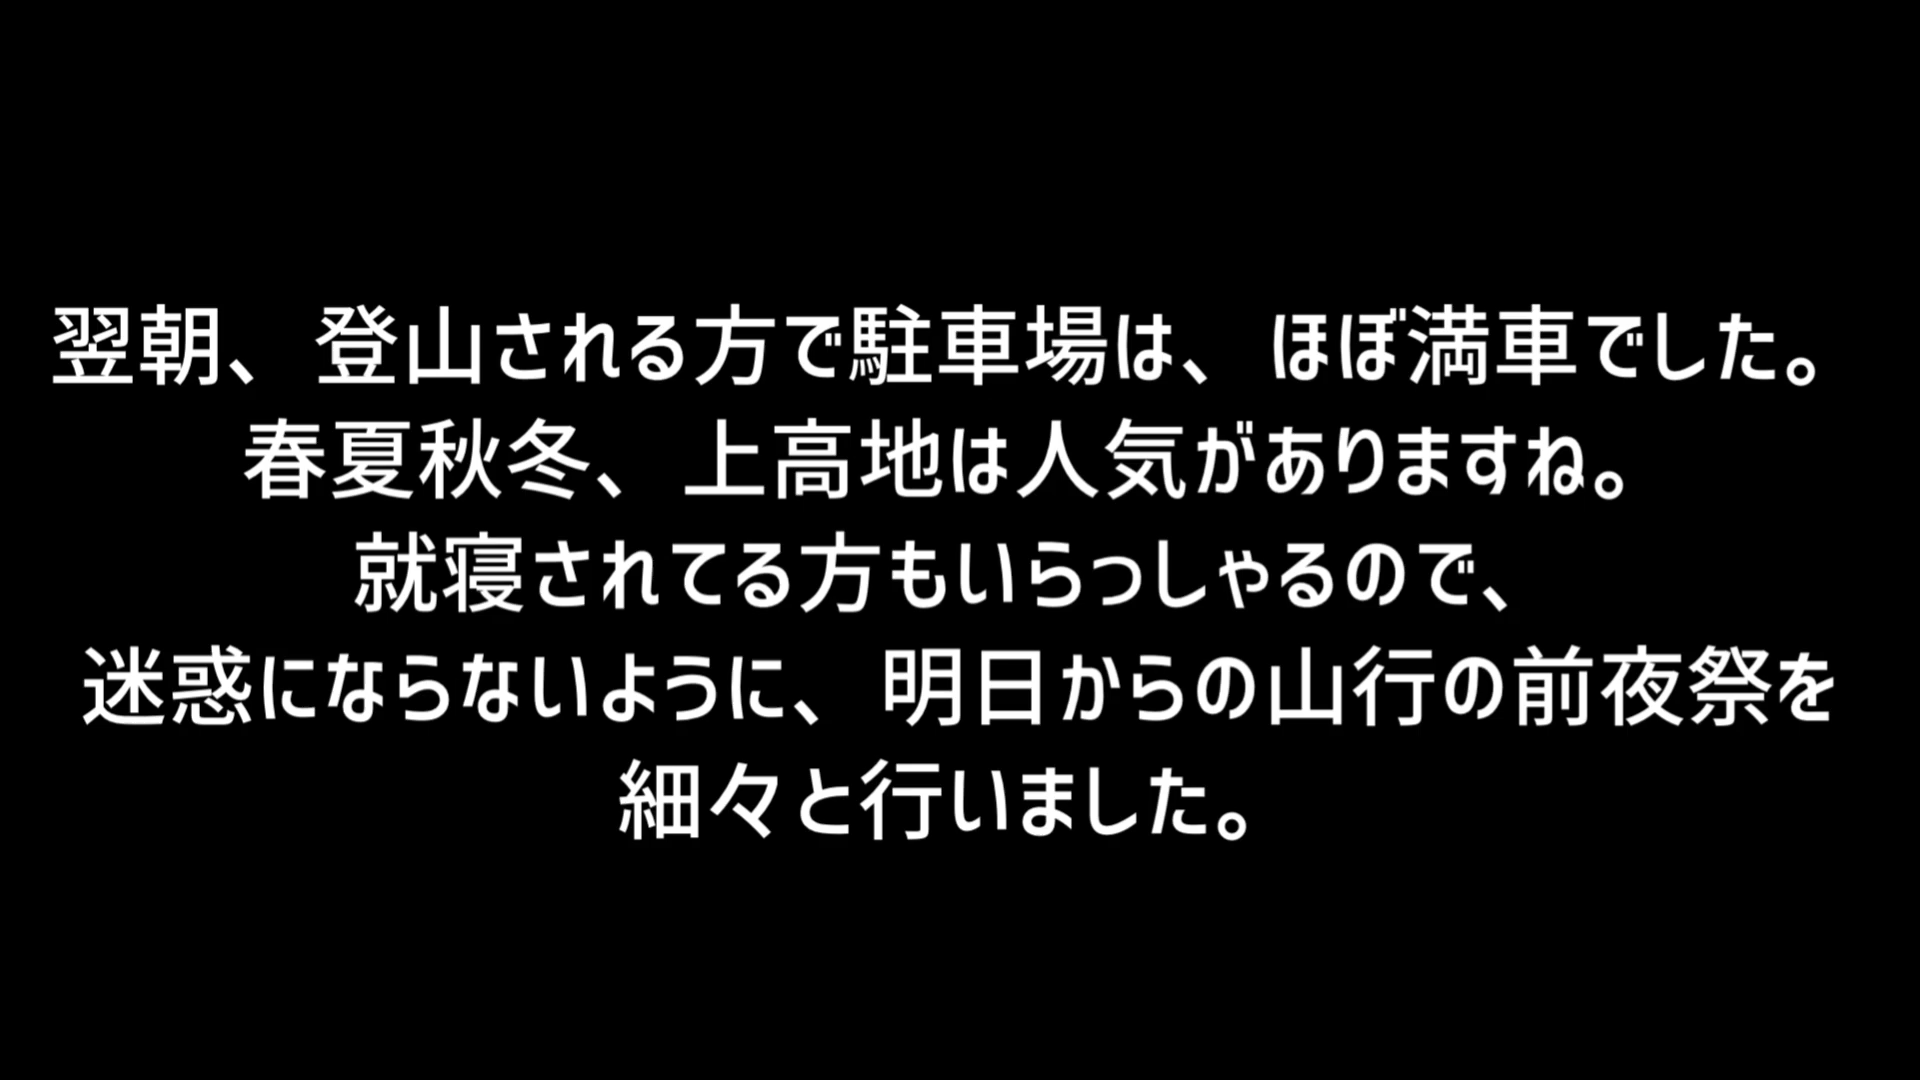 翌朝、登山される方で駐車場は、ほぼ満車でした。
春夏秋冬、上高地は人気がありますね。
就寝されてる方もいらっしゃるので、
迷惑にならないように、明日からの山行の前夜祭を
細々と行いました。